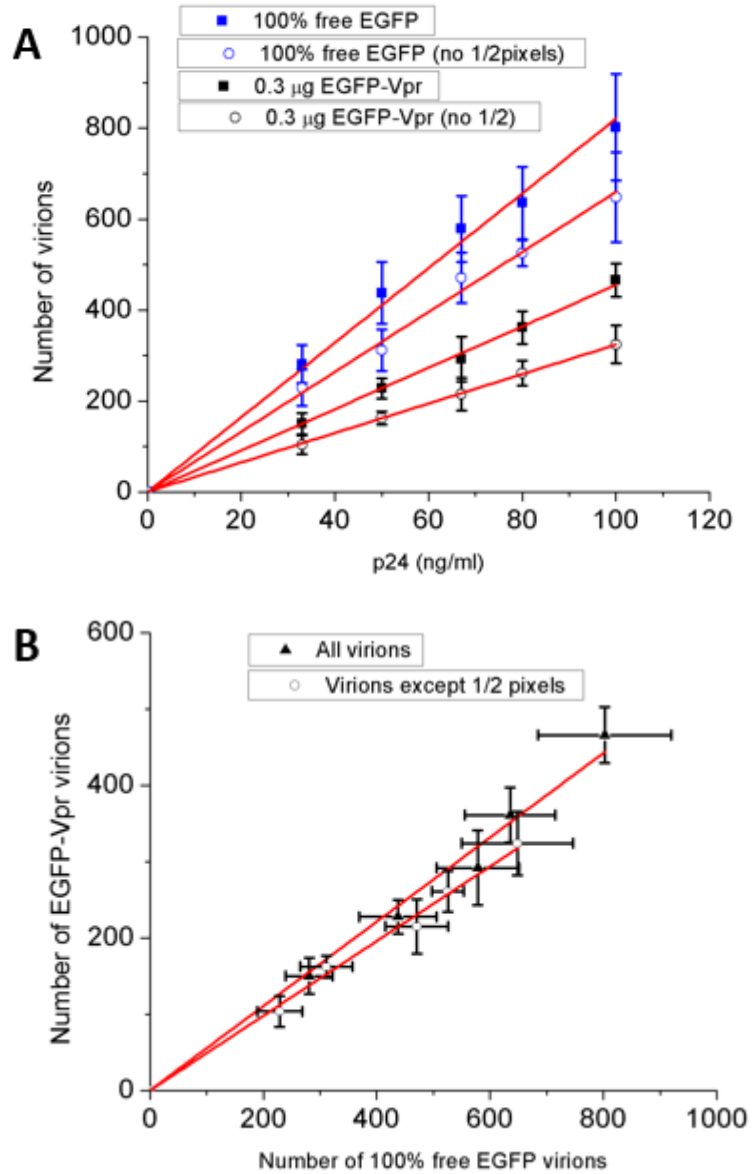 A
100% free EGFP
100% free EGFP (no 1/2pixels)
0.3 μg EGFP-Vpr
0.3 μg EGFP-Vpr (no 1/2)
Number of virions
1000
800
600
400
200
0
0 20 40 60 80 100 120
p24 (ng/ml)
B
All virions
Virions except 1/2 pixels
Number of EGFP-Vpr virions
600
400
200
0
0 200 400 600 800 1000
Number of 100% free EGFP virions